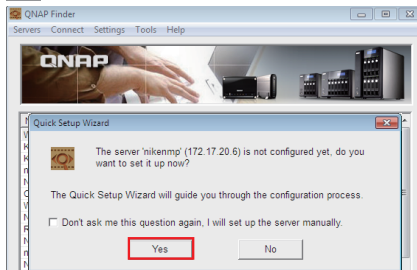 QNAP Finder
Servers Connect Settings Tools Help
QNAP
Quick Setup Wizard
The server 'nikenmp' (172.17.20.6) is not configured yet, do you
want to set it up now?
The Quick Setup Wizard will guide you through the configuration process.
Don't ask me this question again, I will set up the server manually.
Yes No